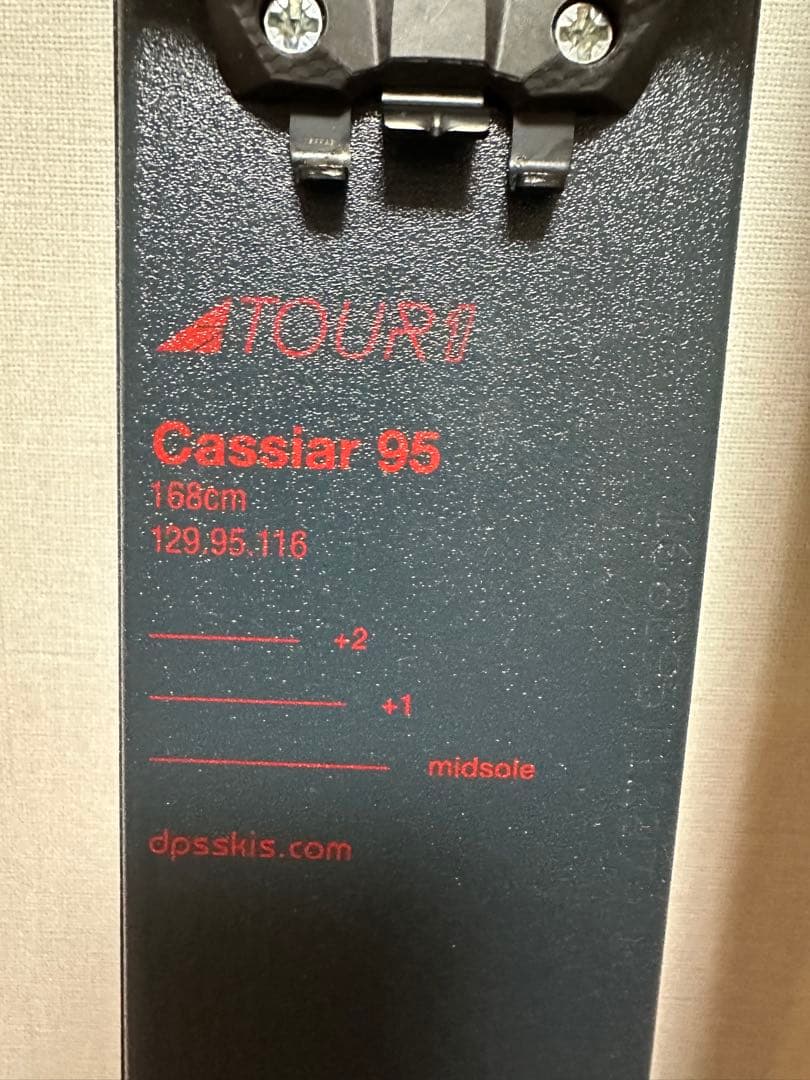 TOUR1
Cassiar 95
168cm
129.95.116
+2
+1
midsole
dpsskis.com